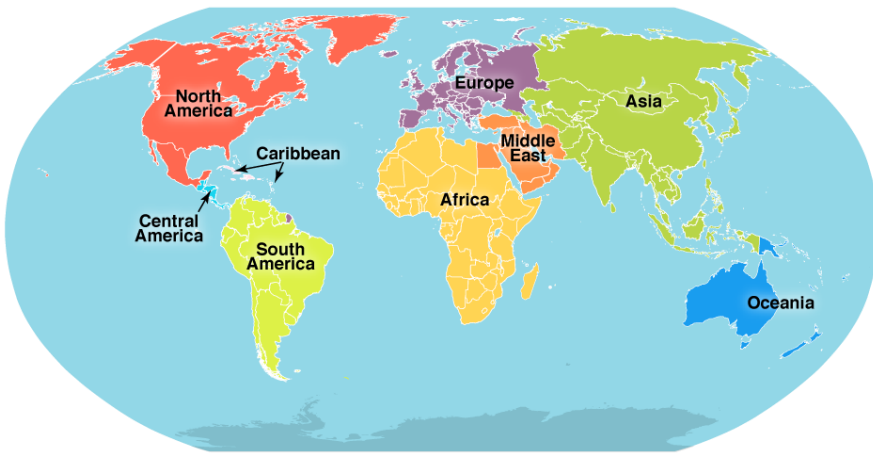 North
America
Caribbean
Central
America
South
America
Europe
Asia
Middle
East
Africa
Oceania